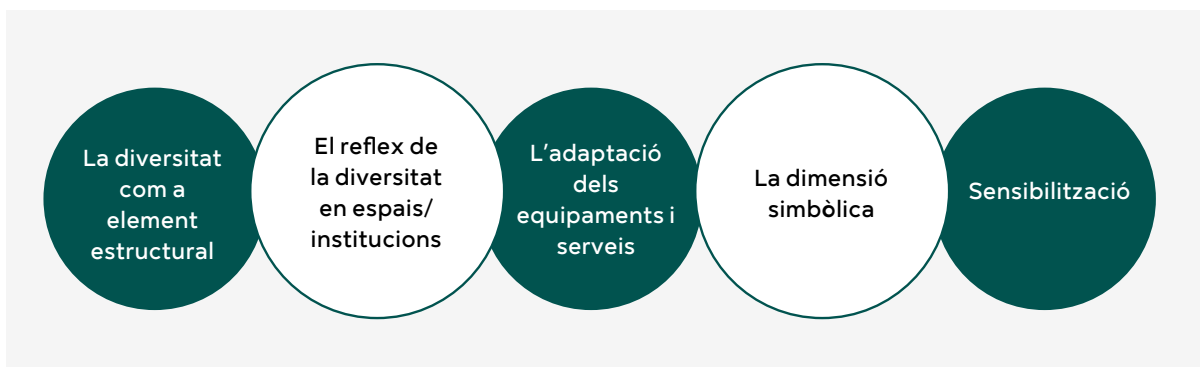 La diversitat
com a
element
estructural
El reflex de
la diversitat
en espais/
institucions
L'adaptació
dels
equipaments i
serveis
La dimensió
simbòlica
Sensibilització